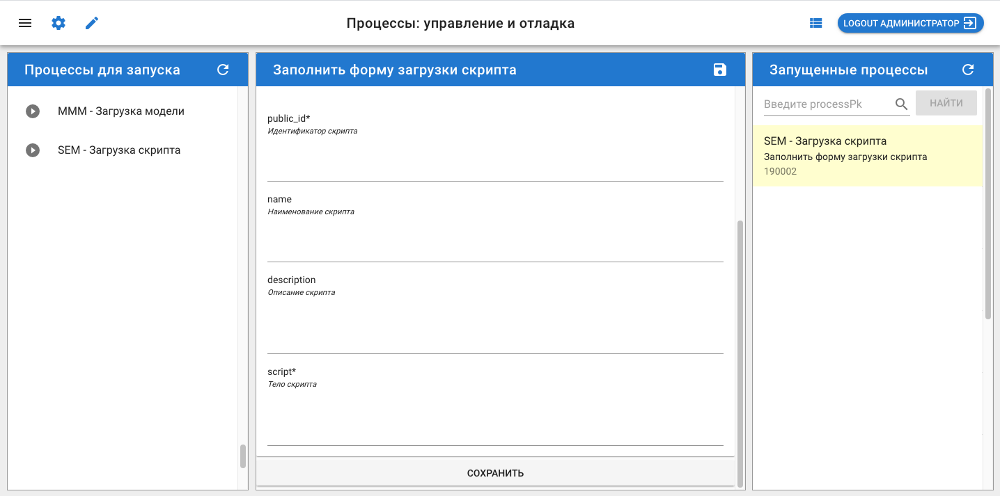 Процессы: управление и отладка
LOGOUT АДМИНИСТРАТОР
Процессы для запуска
MMM - Загрузка модели
SEM - Загрузка скрипта
Заполнить форму загрузки скрипта
public_id*
Идентификатор скрипта
name
Наименование скрипта
description
Описание скрипта
script*
Тело скрипта
СОХРАНИТЬ
Запущенные процессы
Введите processPk
НАЙТИ
SEM - Загрузка скрипта
Заполнить форму загрузки скрипта
190002